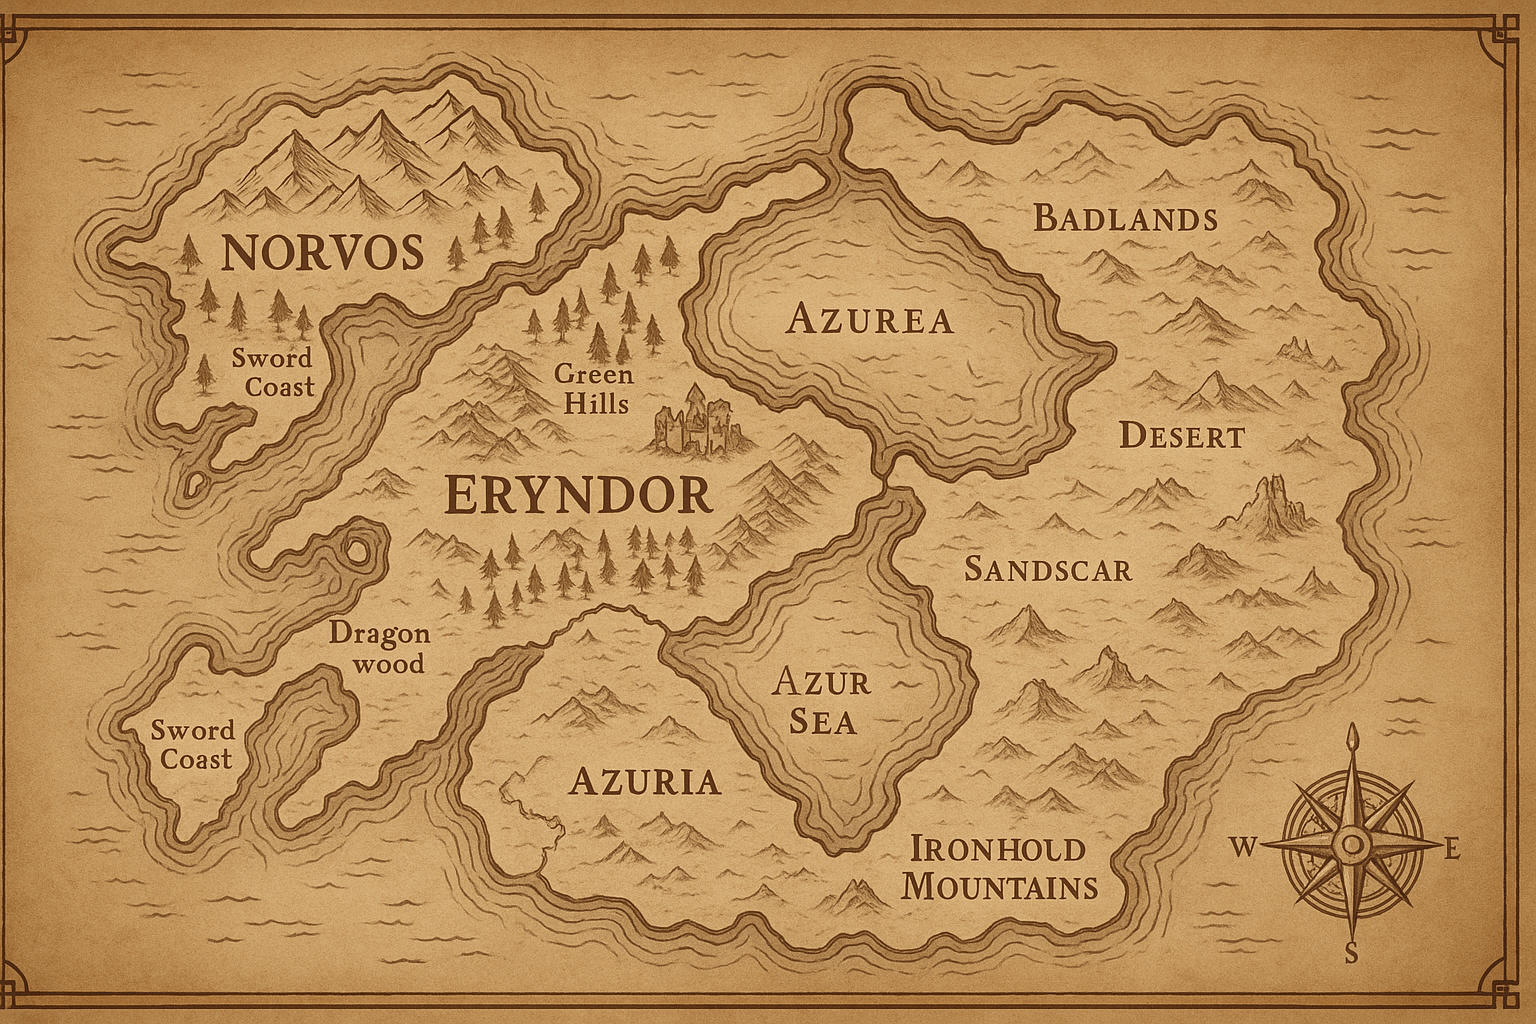 NORVOS
Sword
Coast
Green
Hills
AZUREA
BADLANDS
DESERT
ERYNDOR
SANDSCAR
Dragon
wood
Sword
Coast
AZUR
SEA
AZURIA
IRONHOLD
MOUNTAINS
W
E
S